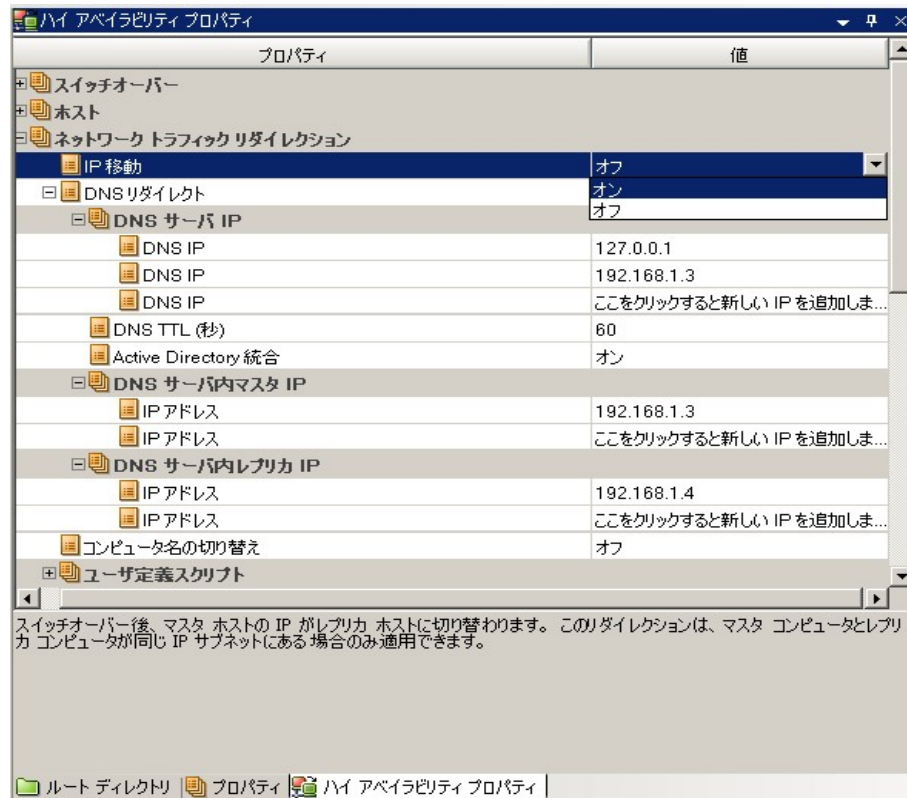 ハイ アベイラビリティ プロパティ
プロパティ 値
スイッチオーバー
ホスト
ネットワーク トラフィック リダイレクション
IP 移動 オフ
オン
DNS リダイレクト
オフ
DNS サーバ IP
DNS IP 127.0.0.1
DNS IP 192.168.1.3
DNS IP ここをクリックすると新しい IP を追加しま...
DNS TTL (秒) 60
Active Directory 統合 オン
DNS サーバ内マスタ IP
IP アドレス 192.168.1.3
IP アドレス ここをクリックすると新しい IP を追加しま...
DNS サーバ内レプリカ IP
IP アドレス 192.168.1.4
IP アドレス ここをクリックすると新しい IP を追加しま...
コンピュータ名の切り替え オフ
ユーザ定義スクリプト
スイッチオーバー後、マスタ ホストの IP がレプリカ ホストに切り替わります。 このリダイレクションは、マスタ コンピュータとレプリ
カ コンピュータが同じ IP サブネットにある場合のみ適用できます。
ルート ディレクトリ プロパティ ハイ アベイラビリティ プロパティ